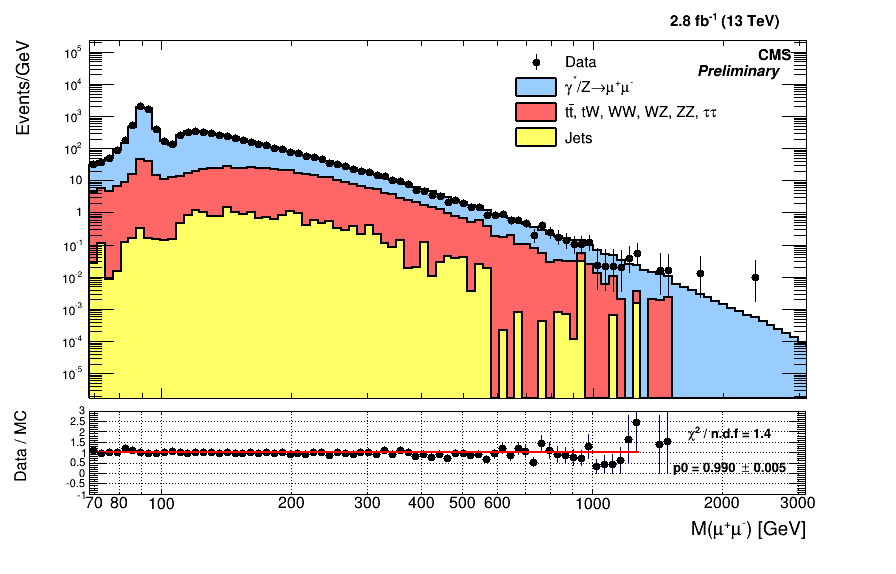 2.8 fb⁻¹ (13 TeV)
CMS
Preliminary
Events/GeV
10⁵
10⁴
10³
10²
10
1
10⁻¹
10⁻²
10⁻³
10⁻⁴
10⁻⁵
Data
γ*/Z→μ⁺μ⁻
tt̄, tW, WW, WZ, ZZ, ττ
Jets
Data / MC
3
2.5
2
1.5
1
0.5
0
-0.5
-1
χ² / n.d.f = 1.4
p0 = 0.990 ± 0.005
70 80 100 200 300 400 500 600 1000 2000 3000
M(μ⁺μ⁻) [GeV]